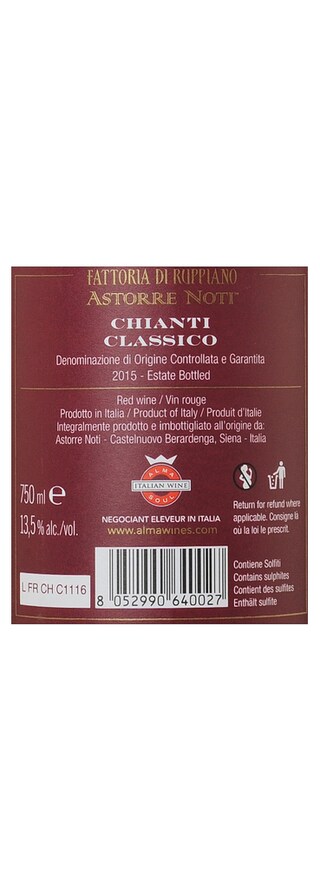 FATTORIA DI RUPPIANO
ASTORRE NOTI
CHIANTI
CLASSICO
Denominazione di Origine Controllata e Garantita
2015 - Estate Bottled
Red wine / Vin rouge
Prodotto in Italia / Product of Italy / Produit d'Italie
Integralmente prodotto e imbottigliato all'origine da:
Astorre Noti - Castelnuovo Berardenga, Siena - Italia
ALMA
ITALIAN WINE
SOUL
750 ml e
13,5% alc./vol.
NEGOCIANT ELEVEUR IN ITALIA
www.almawines.com
Return for refund where
applicable. Consigne là
où la loi le prescrit.
L FR CH C1116
8 052990 640027
Contiene Solfiti
Contains sulphites
Contient des sulfites
Enthält sulfite